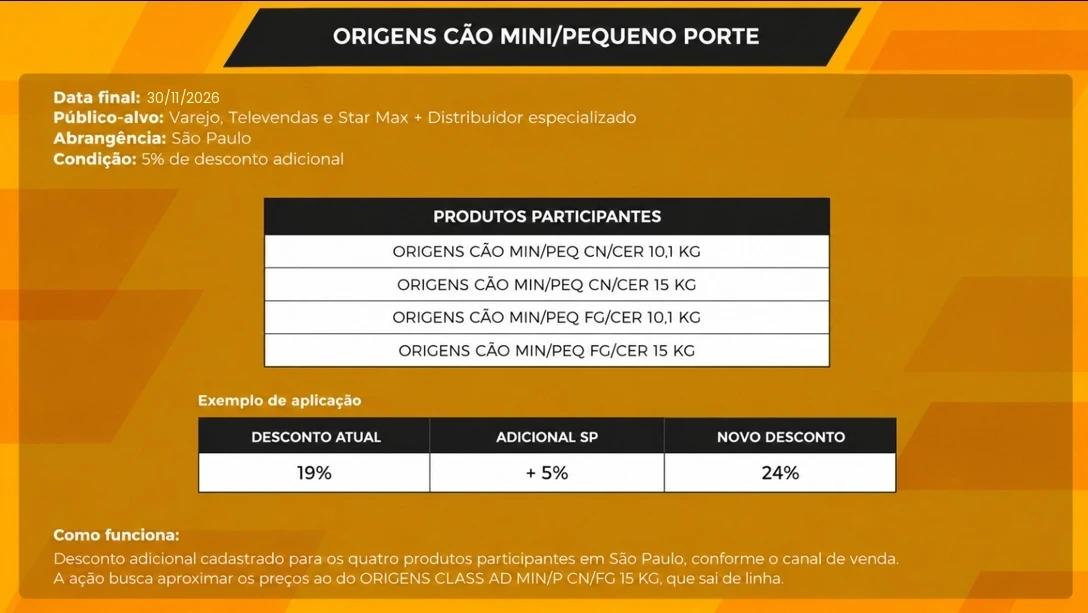 ORIGENS CÃO MINI/PEQUENO PORTE
Data final: 30/11/2026
Público-alvo: Varejo, Televendas e Star Max + Distribuidor especializado
Abrangência: São Paulo
Condição: 5% de desconto adicional
PRODUTOS PARTICIPANTES
ORIGENS CÃO MIN/PEQ CN/CER 10,1 KG
ORIGENS CÃO MIN/PEQ CN/CER 15 KG
ORIGENS CÃO MIN/PEQ FG/CER 10,1 KG
ORIGENS CÃO MIN/PEQ FG/CER 15 KG
Exemplo de aplicação
DESCONTO ATUAL ADICIONAL SP NOVO DESCONTO
19% + 5% 24%
Como funciona:
Desconto adicional cadastrado para os quatro produtos participantes em São Paulo, conforme o canal de venda.
A ação busca aproximar os preços ao do ORIGENS CLASS AD MIN/P CN/FG 15 KG, que sai de linha.